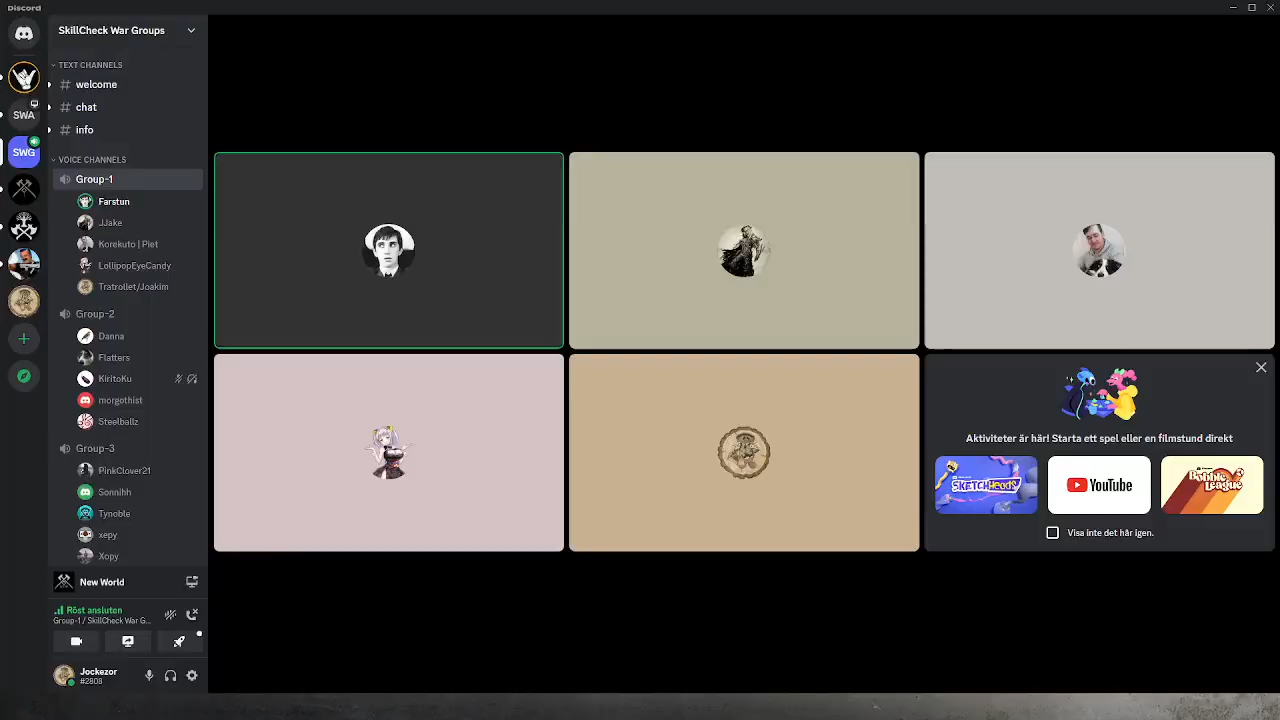 Discord
SkillCheck War Groups
TEXT CHANNELS
# welcome
# chat
# info
SWA
SWG
VOICE CHANNELS
Group-1
Farstun
JJake
Korekuto | Piet
LollipopEyeCandy
Tratrollet/Joakim
Group-2
Danna
Flatters
KiritoKu
morgothist
Steelballz
Group-3
PinkClover21
Sonnihh
Tynoble
xepy
Xopy
New World
Röst ansluten
Group-1 / SkillCheck War G...
Jockezor
#2808
Aktiviteter är här! Starta ett spel eller en filmstund direkt
SKETCHHEADS
YouTube
Bobble League
Visa inte det här igen.